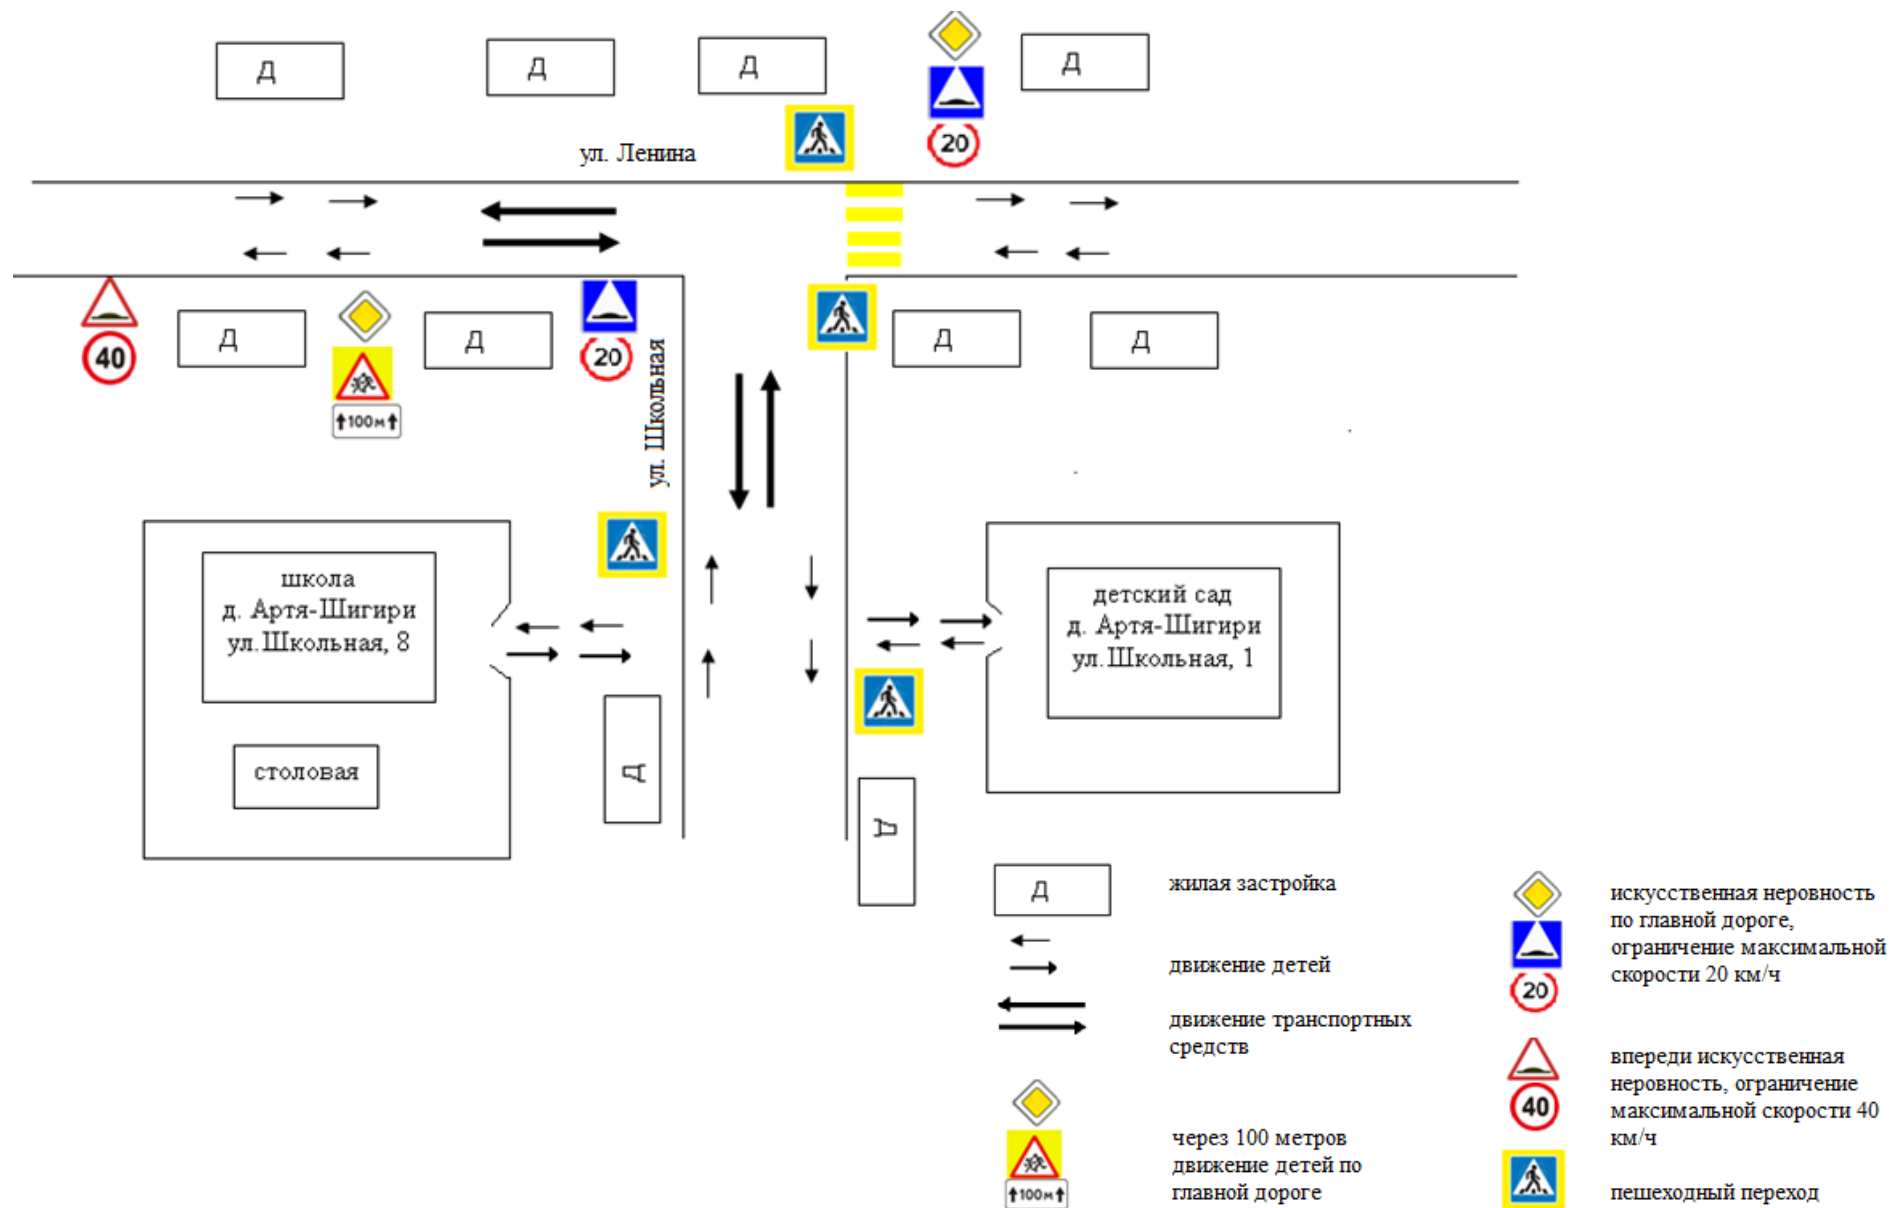 Д
Д
Д
Д
20
ул. Ленина
40
Д
100м
Д
20
ул. Школьная
Д
Д
школа
д. Артя-Шигири
ул.Школьная, 8
столовая
Д
детский сад
д. Артя-Шигири
ул.Школьная, 1
Д
Д
жилая застройка
движение детей
движение транспортных
средств
100м
через 100 метров
движение детей по
главной дороге
20
искусственная неровность
по главной дороге,
ограничение максимальной
скорости 20 км/ч
40
впереди искусственная
неровность, ограничение
максимальной скорости 40
км/ч
пешеходный переход